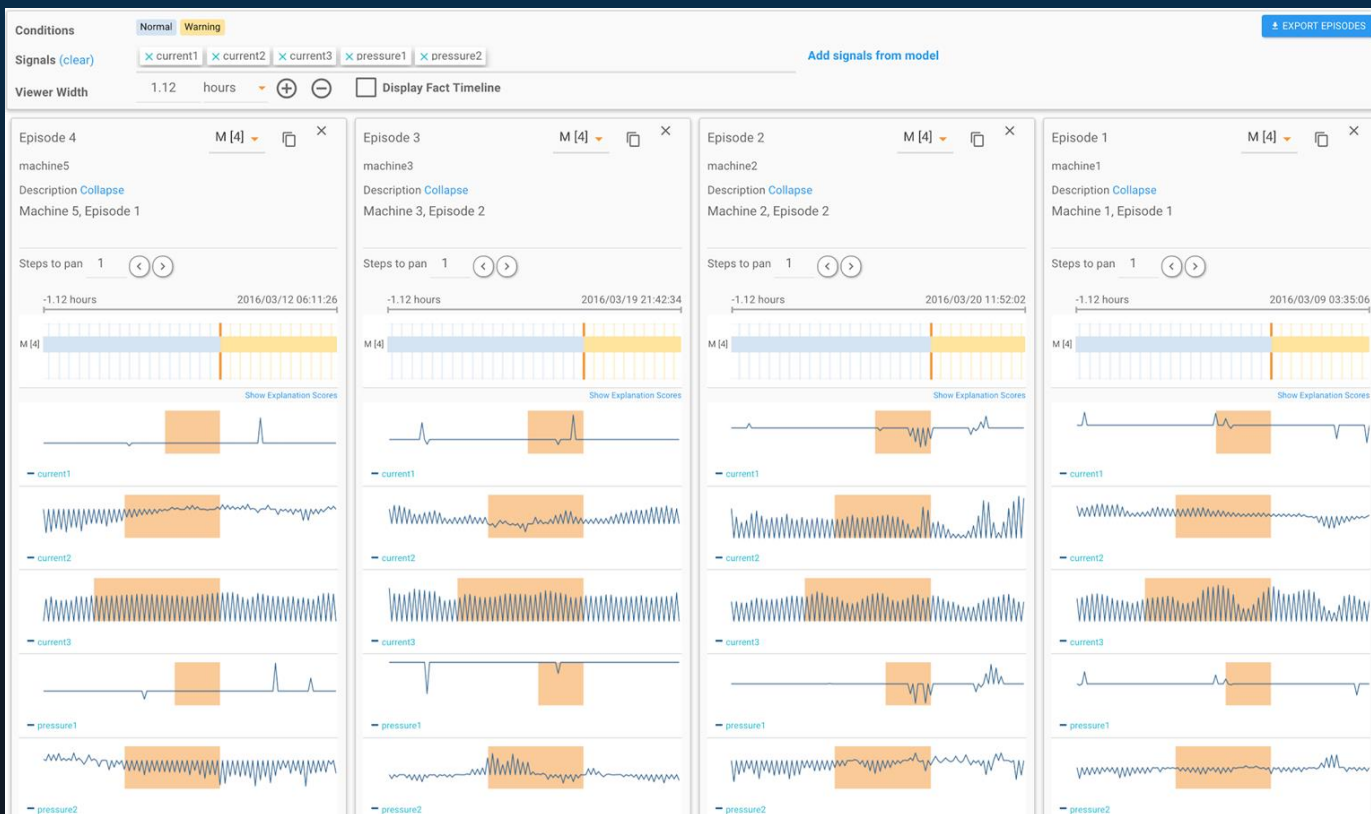 Conditions Normal Warning EXPORT EPISODES
Signals (clear) × current1 × current2 × current3 × pressure1 × pressure2 Add signals from model
Viewer Width 1.12 hours Display Fact Timeline
Episode 4 M [4]
machine5
Description Collapse
Machine 5, Episode 1
Steps to pan 1
-1.12 hours 2016/03/12 06:11:26
M [4]
Show Explanation Scores
current1
current2
current3
pressure1
pressure2
Episode 3 M [4]
machine3
Description Collapse
Machine 3, Episode 2
Steps to pan 1
-1.12 hours 2016/03/19 21:42:34
M [4]
Show Explanation Scores
current1
current2
current3
pressure1
pressure2
Episode 2 M [4]
machine2
Description Collapse
Machine 2, Episode 2
Steps to pan 1
-1.12 hours 2016/03/20 11:52:02
M [4]
Show Explanation Scores
current1
current2
current3
pressure1
pressure2
Episode 1 M [4]
machine1
Description Collapse
Machine 1, Episode 1
Steps to pan 1
-1.12 hours 2016/03/09 03:35:06
M [4]
Show Explanation Scores
current1
current2
current3
pressure1
pressure2